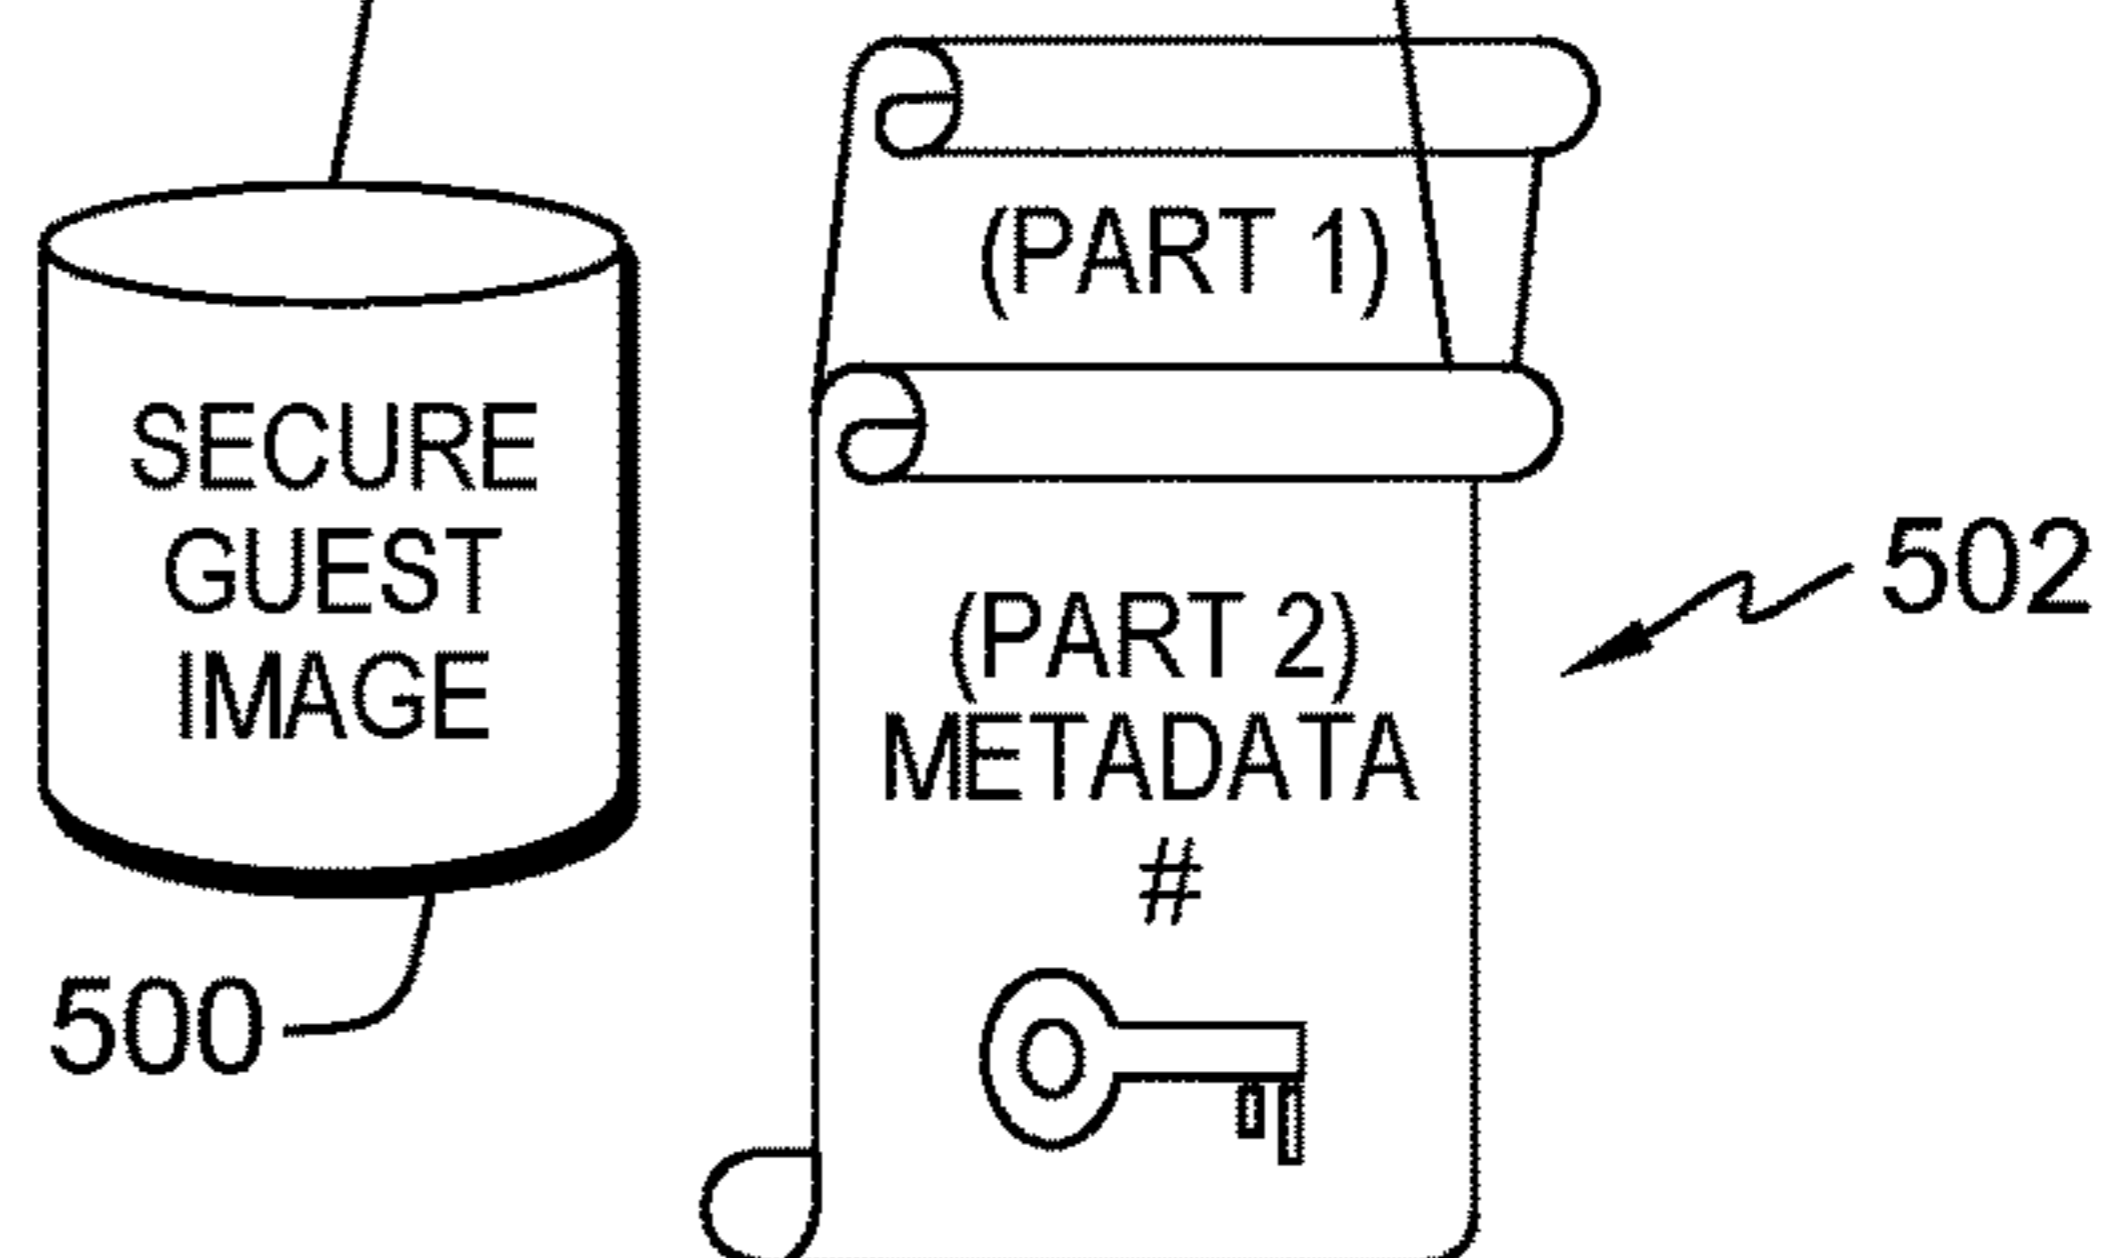 SECURE
GUEST
IMAGE
500
(PART 1)
(PART 2)
METADATA
#
502